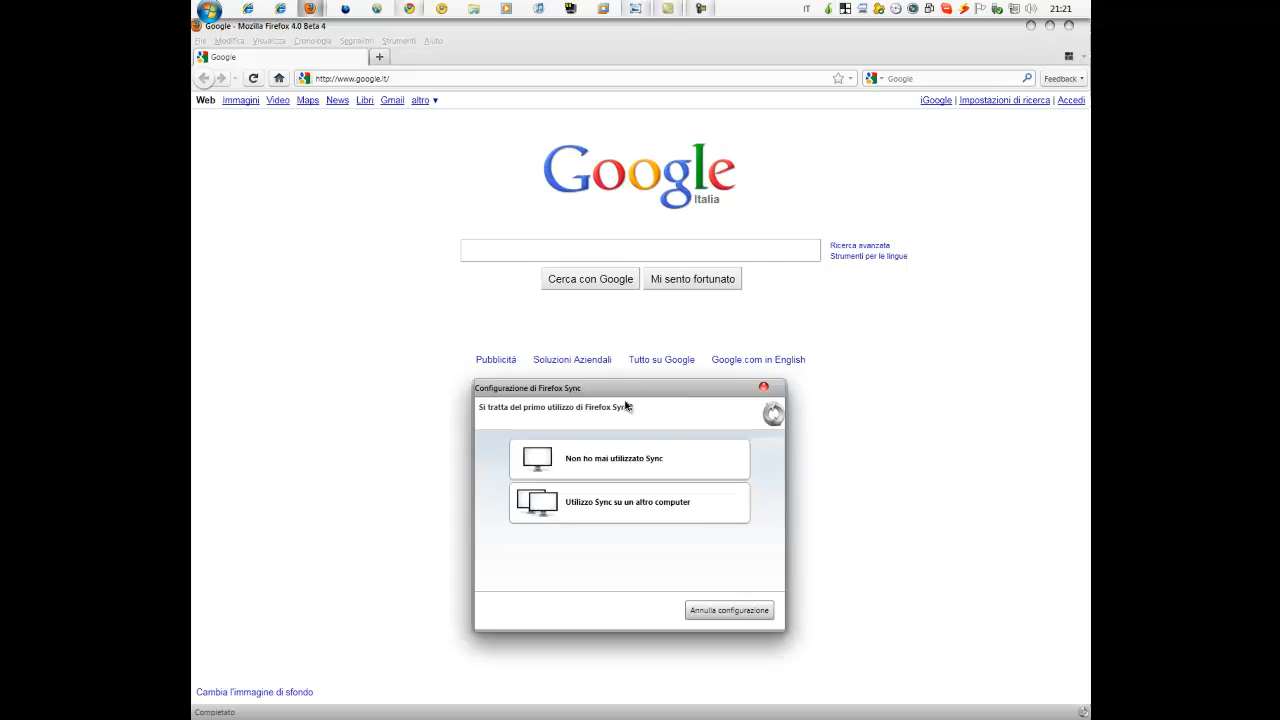 IT
21:21
Google - Mozilla Firefox 4.0 Beta 4
File Modifica Visualizza Cronologia Segnalibri Strumenti Aiuto
Google
http://www.google.it/
Google
Feedback
Web Immagini Video Maps News Libri Gmail altro ▼
iGoogle | Impostazioni di ricerca | Accedi
Google
Italia
Ricerca avanzata
Strumenti per le lingue
Cerca con Google
Mi sento fortunato
Pubblicità Soluzioni Aziendali Tutto su Google Google.com in English
Configurazione di Firefox Sync
Si tratta del primo utilizzo di Firefox Sync?
Non ho mai utilizzato Sync
Utilizzo Sync su un altro computer
Annulla configurazione
Cambia l'immagine di sfondo
Completato